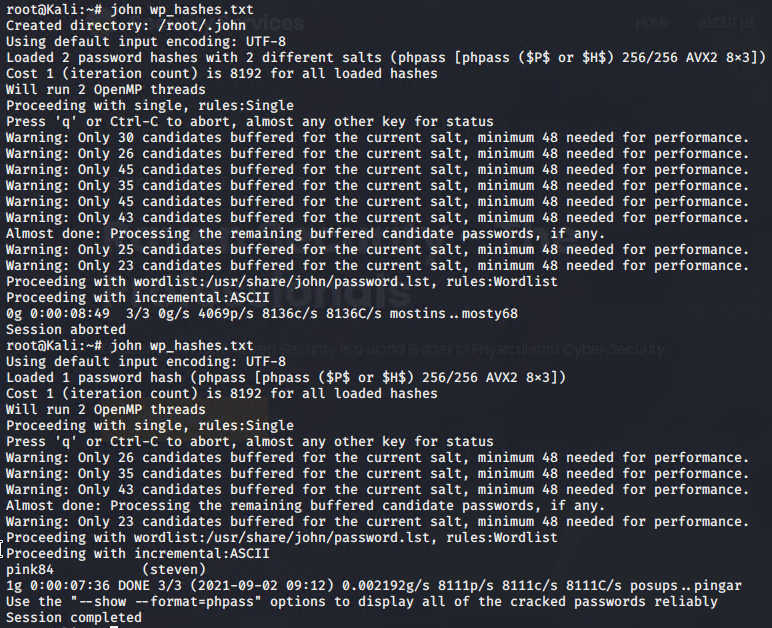 root@Kali:~# john wp_hashes.txt
Created directory: /root/.john
Using default input encoding: UTF-8
Loaded 2 password hashes with 2 different salts (phpass [phpass ($P$ or $H$) 256/256 AVX2 8×3])
Cost 1 (iteration count) is 8192 for all loaded hashes
Will run 2 OpenMP threads
Proceeding with single, rules:Single
Press 'q' or Ctrl-C to abort, almost any other key for status
Warning: Only 30 candidates buffered for the current salt, minimum 48 needed for performance.
Warning: Only 26 candidates buffered for the current salt, minimum 48 needed for performance.
Warning: Only 45 candidates buffered for the current salt, minimum 48 needed for performance.
Warning: Only 35 candidates buffered for the current salt, minimum 48 needed for performance.
Warning: Only 45 candidates buffered for the current salt, minimum 48 needed for performance.
Warning: Only 43 candidates buffered for the current salt, minimum 48 needed for performance.
Almost done: Processing the remaining buffered candidate passwords, if any.
Warning: Only 25 candidates buffered for the current salt, minimum 48 needed for performance.
Warning: Only 23 candidates buffered for the current salt, minimum 48 needed for performance.
Proceeding with wordlist:/usr/share/john/password.lst, rules:Wordlist
Proceeding with incremental:ASCII
0g 0:00:08:49  3/3 0g/s 4069p/s 8136c/s 8136C/s mostins..mosty68
Session aborted
root@Kali:~# john wp_hashes.txt
Using default input encoding: UTF-8
Loaded 1 password hash (phpass [phpass ($P$ or $H$) 256/256 AVX2 8×3])
Cost 1 (iteration count) is 8192 for all loaded hashes
Will run 2 OpenMP threads
Proceeding with single, rules:Single
Press 'q' or Ctrl-C to abort, almost any other key for status
Warning: Only 26 candidates buffered for the current salt, minimum 48 needed for performance.
Warning: Only 35 candidates buffered for the current salt, minimum 48 needed for performance.
Warning: Only 43 candidates buffered for the current salt, minimum 48 needed for performance.
Almost done: Processing the remaining buffered candidate passwords, if any.
Warning: Only 23 candidates buffered for the current salt, minimum 48 needed for performance.
Proceeding with wordlist:/usr/share/john/password.lst, rules:Wordlist
Proceeding with incremental:ASCII
pink84           (steven)
1g 0:00:07:36 DONE 3/3 (2021-09-02 09:12) 0.002192g/s 8111p/s 8111c/s 8111C/s posups..pingar
Use the "--show --format=phpass" options to display all of the cracked passwords reliably
Session completed